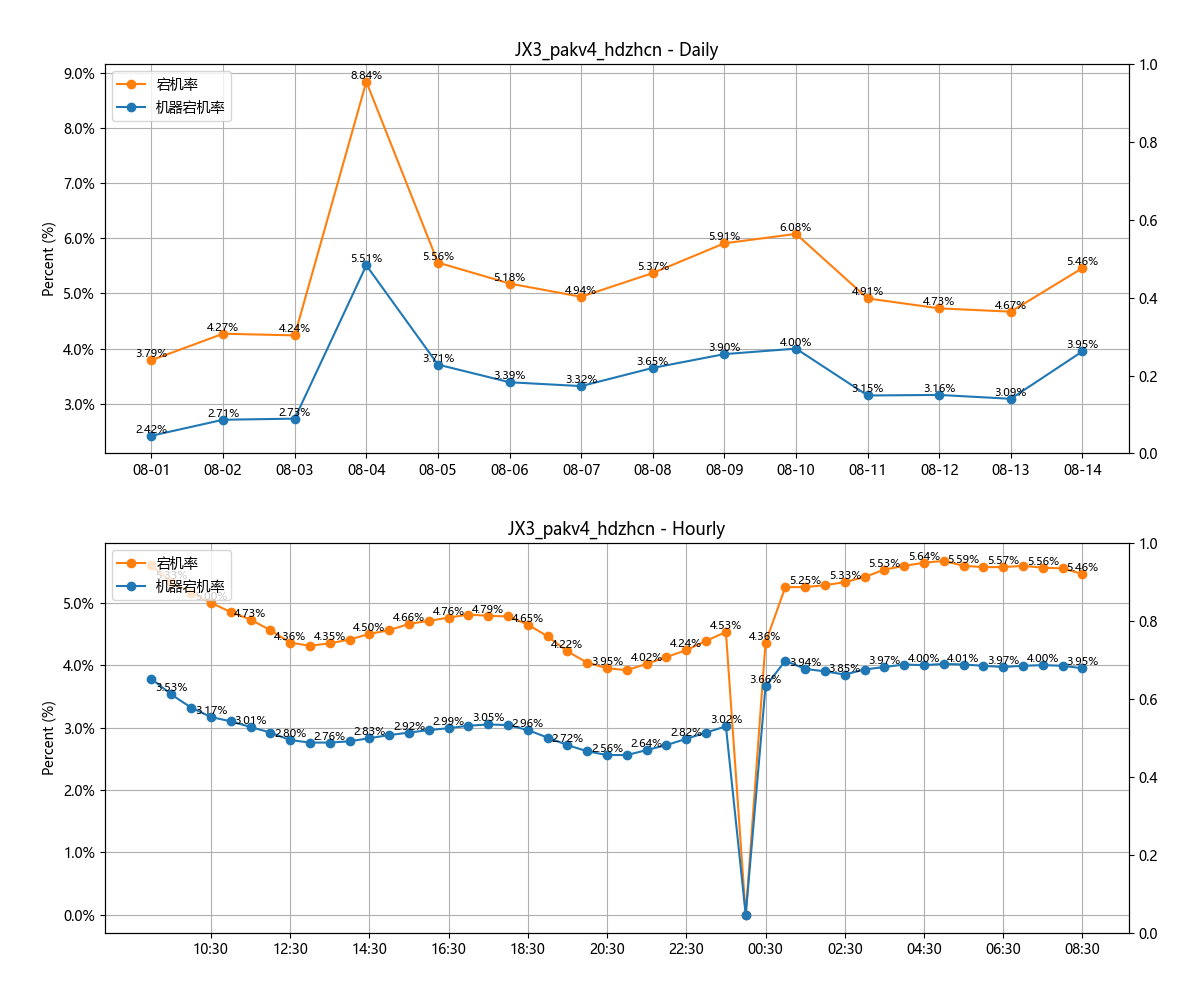 JX3_pakv4_hdzhcn - Daily
宕机率
机器宕机率
Percent (%)
9.0%
8.0%
7.0%
6.0%
5.0%
4.0%
3.0%
1.0
0.8
0.6
0.4
0.2
0.0
3.79% 4.27% 4.24% 8.84% 5.56% 5.18% 4.94% 5.37% 5.91% 6.08% 4.91% 4.73% 4.67% 5.46%
2.42% 2.71% 2.73% 5.51% 3.71% 3.39% 3.32% 3.65% 3.90% 4.00% 3.15% 3.16% 3.09% 3.95%
08-01 08-02 08-03 08-04 08-05 08-06 08-07 08-08 08-09 08-10 08-11 08-12 08-13 08-14
JX3_pakv4_hdzhcn - Hourly
宕机率
机器宕机率
Percent (%)
5.0%
4.0%
3.0%
2.0%
1.0%
0.0%
1.0
0.8
0.6
0.4
0.2
0.0
4.73% 4.36% 4.35% 4.50% 4.66% 4.76% 4.79% 4.65% 4.22% 3.95% 4.02% 4.24% 4.53% 4.36% 5.25% 5.33% 5.53% 5.64% 5.59% 5.57% 5.56% 5.46%
3.53% 3.17% 3.01% 2.80% 2.76% 2.83% 2.92% 2.99% 3.05% 2.96% 2.72% 2.56% 2.64% 2.82% 3.02% 3.66% 3.94% 3.85% 3.97% 4.00% 4.01% 3.97% 4.00% 3.95%
10:30 12:30 14:30 16:30 18:30 20:30 22:30 00:30 02:30 04:30 06:30 08:30